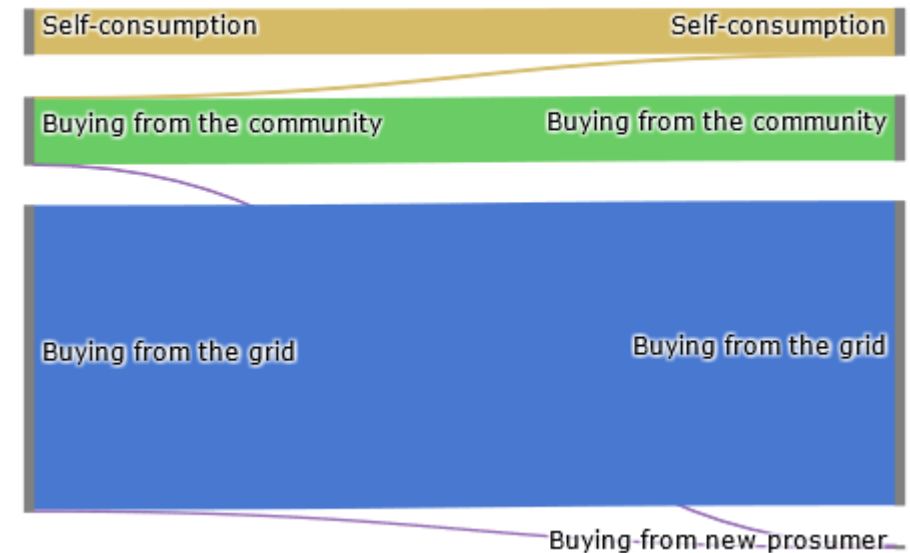 Self-consumption
Self-consumption
Buying from the community
Buying from the community
Buying from the grid
Buying from the grid
Buying from new prosumer